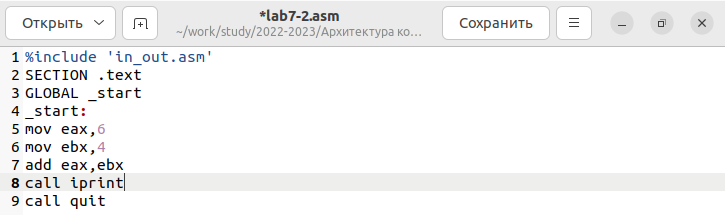 Открыть
*lab7-2.asm
~/work/study/2022-2023/Архитектура ко…
Сохранить
1 %include 'in_out.asm'
2 SECTION .text
3 GLOBAL _start
4 _start:
5 mov eax,6
6 mov ebx,4
7 add eax,ebx
8 call iprint
9 call quit